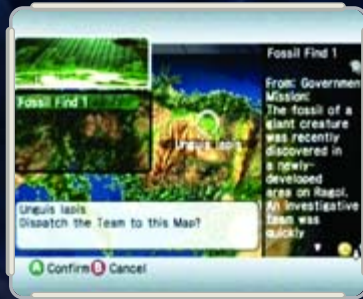 Fossil Find 1
Fossil Find 1
From: Governmen
Mission:
The fossil of a
giant creature
was recently
discovered in
a newly-
developed
area on Ragol.
An investigative
team was
quickly
Unguis lapis
Unguis lapis
Dispatch the Team to this Map?
A Confirm B Cancel